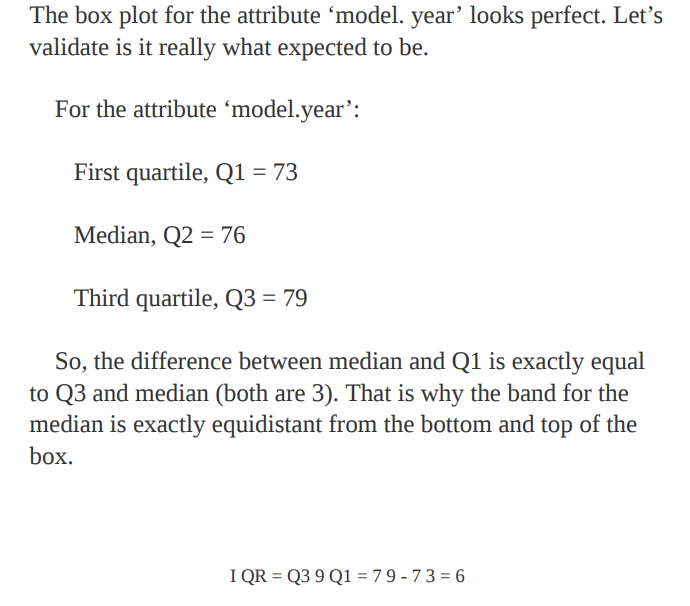 The box plot for the attribute ‘model. year’ looks perfect. Let’s
validate is it really what expected to be.
For the attribute ‘model.year’:
First quartile, Q1 = 73
Median, Q2 = 76
Third quartile, Q3 = 79
So, the difference between median and Q1 is exactly equal
to Q3 and median (both are 3). That is why the band for the
median is exactly equidistant from the bottom and top of the
box.
I QR = Q3 9 Q1 = 7 9 - 7 3 = 6